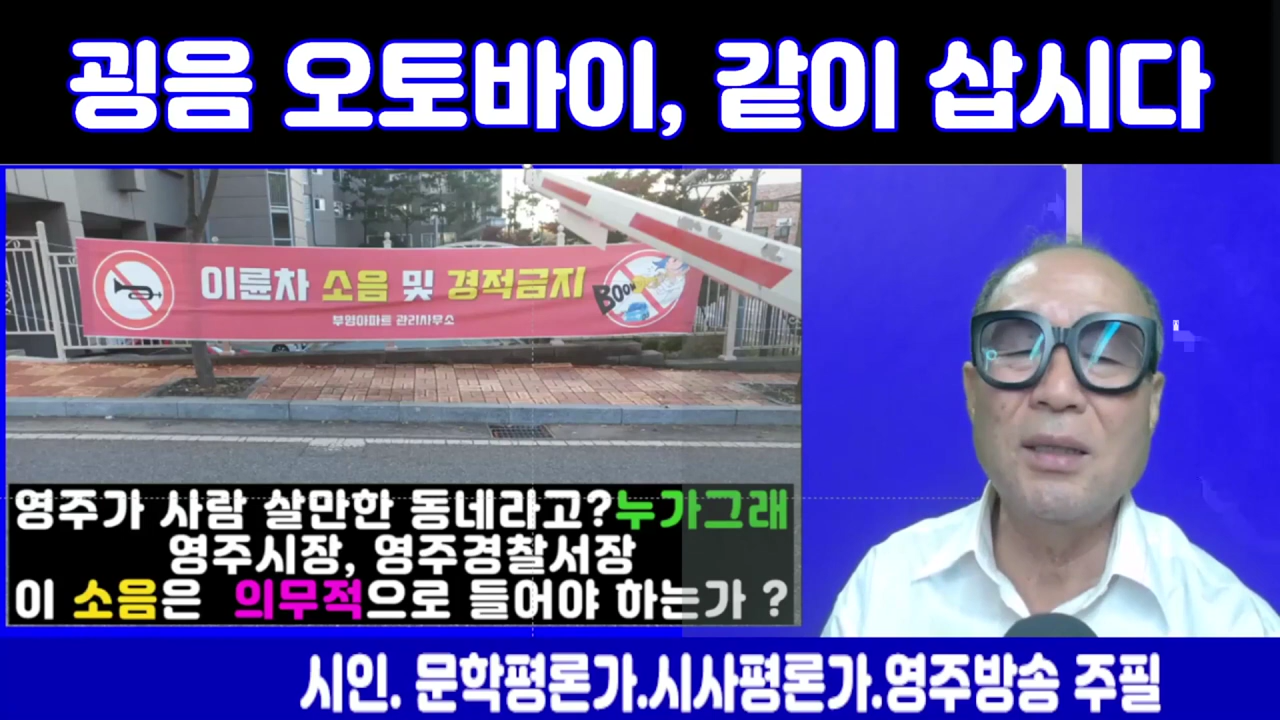 굉음 오토바이, 같이 삽시다
이륜차 소음 및 경적금지
BOOM
부영아파트 관리사무소
영주가 사람 살만한 동네라고?누가그래
영주시장, 영주경찰서장
이 소음은 의무적으로 들어야 하는가 ?
시인. 문학평론가.시사평론가.영주방송 주필